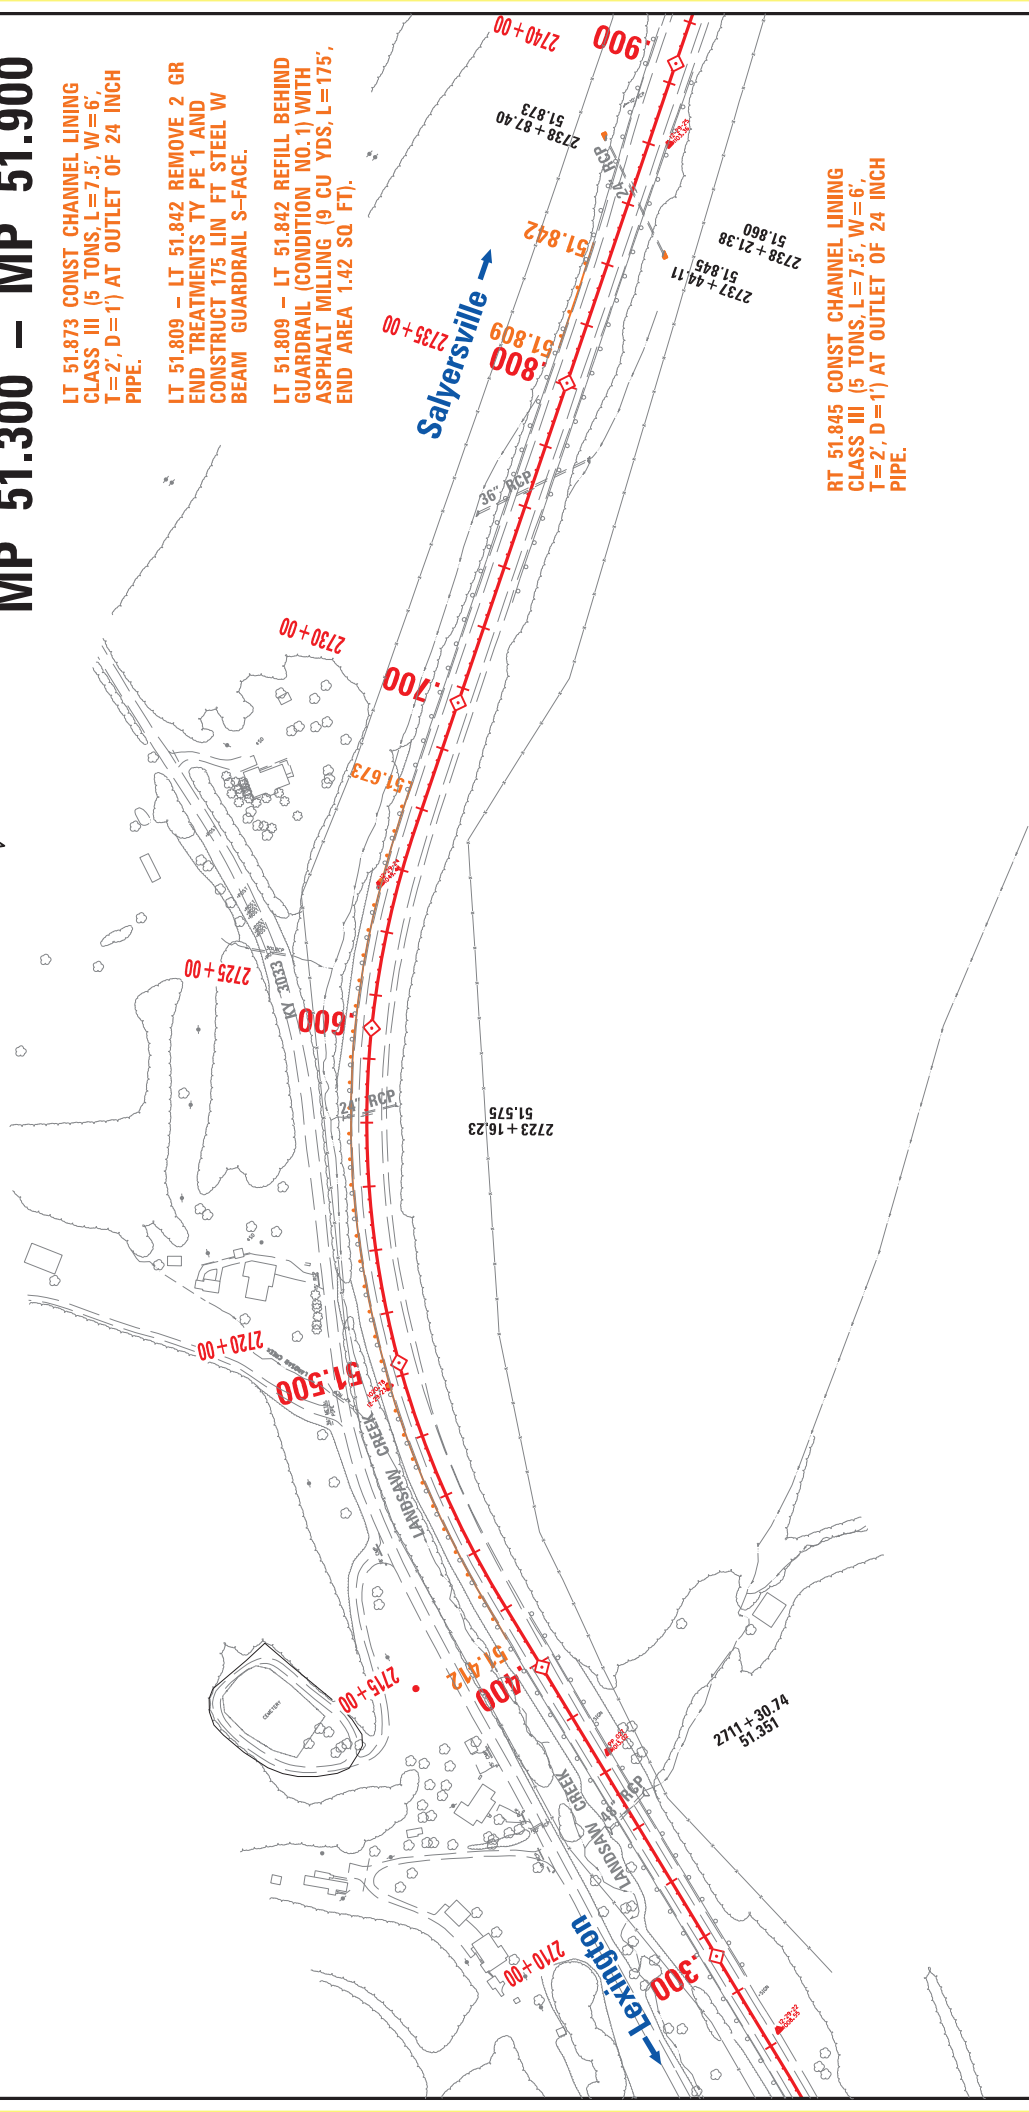 MP 51.300 – MP 51.900
LT 51.873 CONST CHANNEL LINING
CLASS III (5 TONS, L=7.5', W=6',
T=2', D=1') AT OUTLET OF 24 INCH
PIPE.
LT 51.809 – LT 51.842 REMOVE 2 GR
END TREATMENTS TY PE 1 AND
CONSTRUCT 175 LIN FT STEEL W
BEAM GUARDRAIL S–FACE.
LT 51.809 – LT 51.842 REFILL BEHIND
GUARDRAIL (CONDITION NO. 1) WITH
ASPHALT MILLING (9 CU YDS, L=175',
END AREA 1.42 SQ FT).
RT 51.845 CONST CHANNEL LINING
CLASS III (5 TONS, L=7.5', W=6',
T=2', D=1') AT OUTLET OF 24 INCH
PIPE.
2740+00
.900
2738+87.40
51.873
24" RCP
51.842
2738+21.38
51.860
2737+44.11
51.845
Salyersville
2735+00
51.809
.800
36" RCP
2730+00
.700
51.673
2725+00
KY 3033
.600
24" RCP
2723+16.23
51.575
2720+00
51.500
LANDSAW CREEK
2715+00
51.412
.400
CEMETERY
2711+30.74
51.351
48" RCP
LANDSAW CREEK
2710+00
Lexington
.300